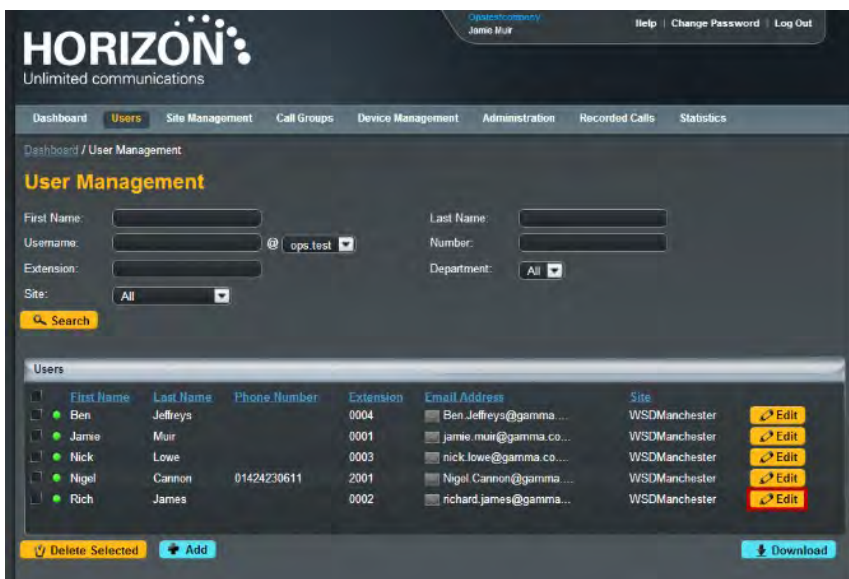 Opstestcompany
Jamie Muir
Help | Change Password | Log Out
HORIZON
Unlimited communications
Dashboard Users Site Management Call Groups Device Management Administration Recorded Calls Statistics
Dashboard / User Management
User Management
First Name: Last Name:
Username: @ ops.test Number:
Extension: Department: All
Site: All
Search
Users
First Name Last Name Phone Number Extension Email Address Site
Ben Jeffreys 0004 Ben.Jeffreys@gamma.... WSDManchester Edit
Jamie Muir 0001 jamie.muir@gamma.co... WSDManchester Edit
Nick Lowe 0003 nick.lowe@gamma.co.... WSDManchester Edit
Nigel Cannon 01424230611 2001 Nigel.Cannon@gamma.... WSDManchester Edit
Rich James 0002 richard.james@gamma... WSDManchester Edit
Delete Selected Add Download